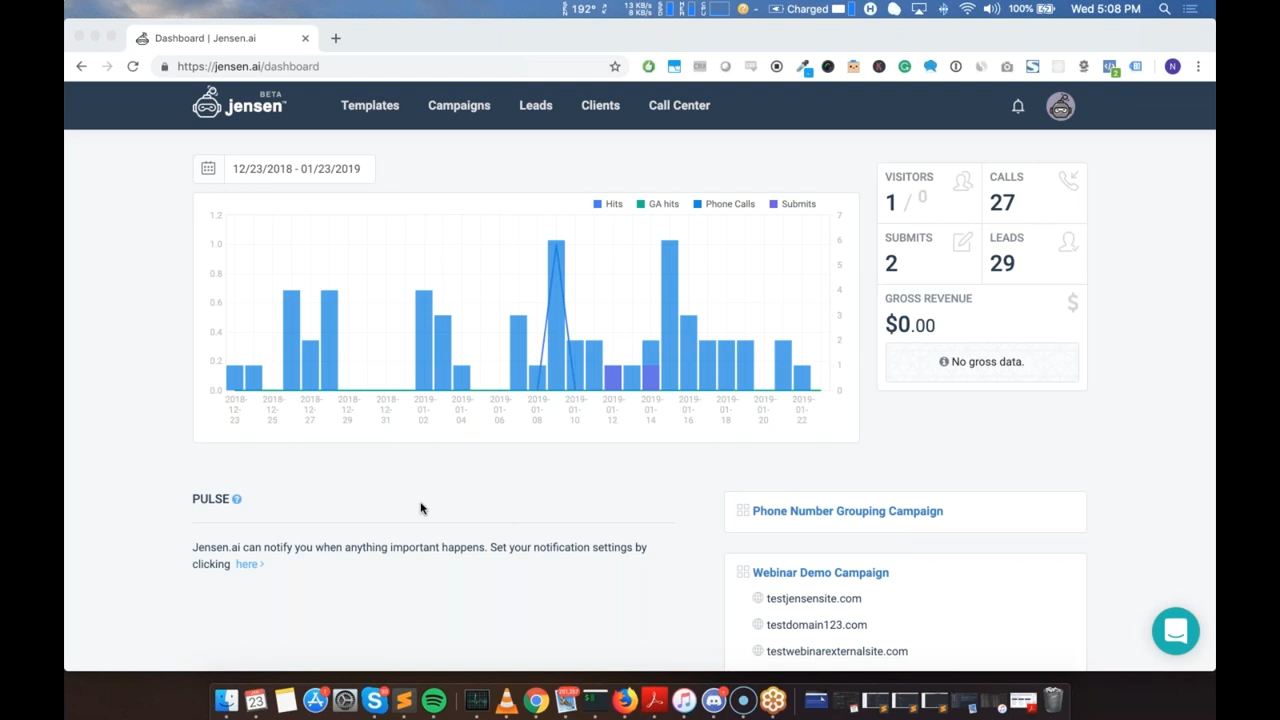 192°
13 KB/s
8 KB/s
Charged
100%
Wed 5:08 PM
Dashboard | Jensen.ai
https://jensen.ai/dashboard
N
BETA
jensen™
Templates
Campaigns
Leads
Clients
Call Center
12/23/2018 - 01/23/2019
Hits
GA hits
Phone Calls
Submits
1.2
1.0
0.8
0.6
0.4
0.2
0.0
7
6
5
4
3
2
1
0
2018-12-23
2018-12-25
2018-12-27
2018-12-29
2018-12-31
2019-01-02
2019-01-04
2019-01-06
2019-01-08
2019-01-10
2019-01-12
2019-01-14
2019-01-16
2019-01-18
2019-01-20
2019-01-22
VISITORS
1 / 0
CALLS
27
SUBMITS
2
LEADS
29
GROSS REVENUE
$0.00
No gross data.
PULSE
Jensen.ai can notify you when anything important happens. Set your notification settings by
clicking here >
Phone Number Grouping Campaign
Webinar Demo Campaign
testjensensite.com
testdomain123.com
testwebinarexternalsite.com
23